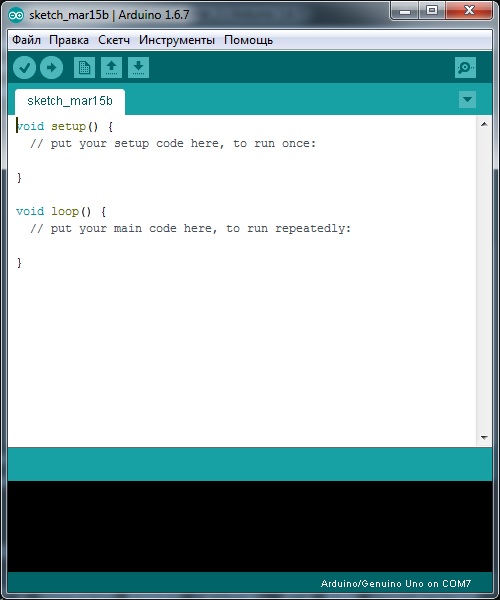 sketch_mar15b | Arduino 1.6.7
Файл Правка Скетч Инструменты Помощь
sketch_mar15b
void setup() {
  // put your setup code here, to run once:
}
void loop() {
  // put your main code here, to run repeatedly:
}
Arduino/Genuino Uno on COM7